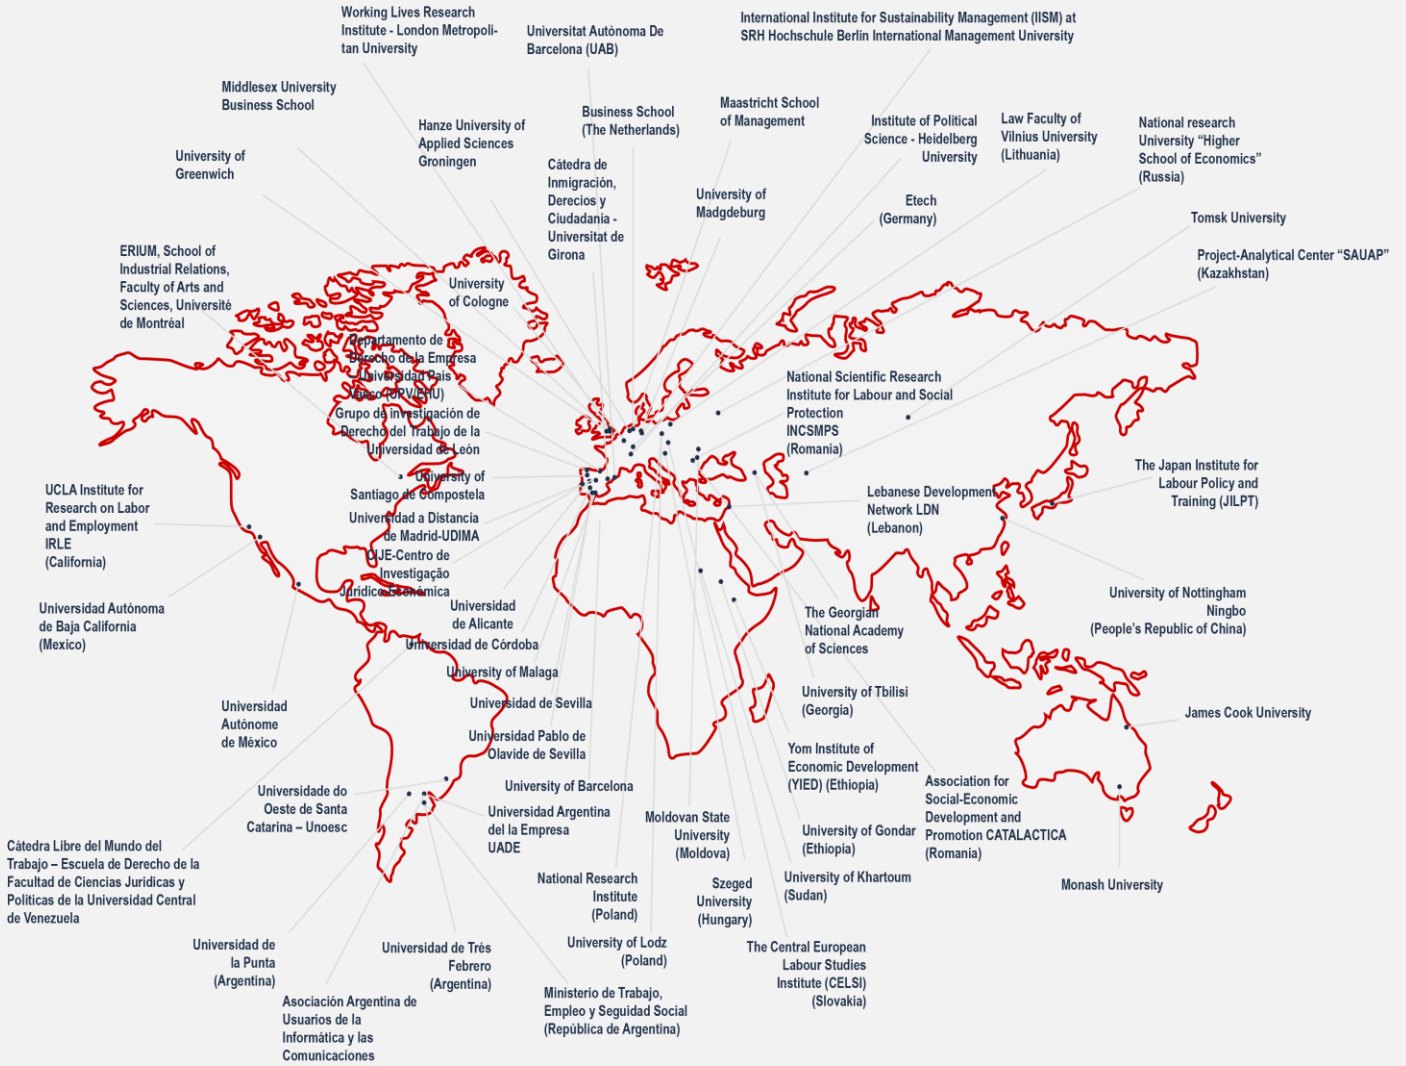 Working Lives Research
Institute - London Metropoli-
tan University
Universitat Autònoma De
Barcelona (UAB)
International Institute for Sustainability Management (IISM) at
SRH Hochschule Berlin International Management University
Middlesex University
Business School
Hanze University of
Applied Sciences
Groningen
Business School
(The Netherlands)
Maastricht School
of Management
Institute of Political
Science - Heidelberg
University
Law Faculty of
Vilnius University
(Lithuania)
National research
University “Higher
School of Economics”
(Russia)
University of
Greenwich
Cátedra de
Inmigración,
Derecios y
Ciudadania -
Universitat de
Girona
University of
Madgdeburg
Etech
(Germany)
Tomsk University
ERIUM, School of
Industrial Relations,
Faculty of Arts and
Sciences, Université
de Montréal
University
of Cologne
Project-Analytical Center “SAUAP”
(Kazakhstan)
Departamento de
Derecho de la Empresa
- Universidad País
Vasco (UPV/EHU)
Grupo de investigación de
Derecho del Trabajo de la
Universidad de León
National Scientific Research
Institute for Labour and Social
Protection
INCSMPS
(Romania)
University of
Santiago de Compostela
The Japan Institute for
Labour Policy and
Training (JILPT)
UCLA Institute for
Research on Labor
and Employment
IRLE
(California)
Lebanese Development
Network LDN
(Lebanon)
Universidad a Distancia
de Madrid-UDIMA
CIJE-Centro de
Investigação
Jurídico-Económica
Universidad Autónoma
de Baja California
(Mexico)
Universidad
de Alicante
The Georgian
National Academy
of Sciences
University of Nottingham
Ningbo
(People’s Republic of China)
Universidad de Córdoba
University of Malaga
Universidad de Sevilla
University of Tbilisi
(Georgia)
Universidad
Autònome
de México
James Cook University
Universidad Pablo de
Olavide de Sevilla
Yom Institute of
Economic Development
(YIED) (Ethiopia)
University of Barcelona
Association for
Social-Economic
Development and
Promotion CATALACTICA
(Romania)
Universidade do
Oeste de Santa
Catarina – Unoesc
Universidad Argentina
del la Empresa
UADE
Moldovan State
University
(Moldova)
University of Gondar
(Ethiopia)
Cátedra Libre del Mundo del
Trabajo – Escuela de Derecho de la
Facultad de Ciencias Juridicas y
Politicas de la Universidad Central
de Venezuela
National Research
Institute
(Poland)
Szeged
University
(Hungary)
University of Khartoum
(Sudan)
Monash University
Universidad de
la Punta
(Argentina)
Universidad de Trés
Febrero
(Argentina)
University of Lodz
(Poland)
The Central European
Labour Studies
Institute (CELSI)
(Slovakia)
Asociación Argentina de
Usuarios de la
Informática y las
Comunicaciones
Ministerio de Trabajo,
Empleo y Seguidad Social
(Repùblica de Argentina)